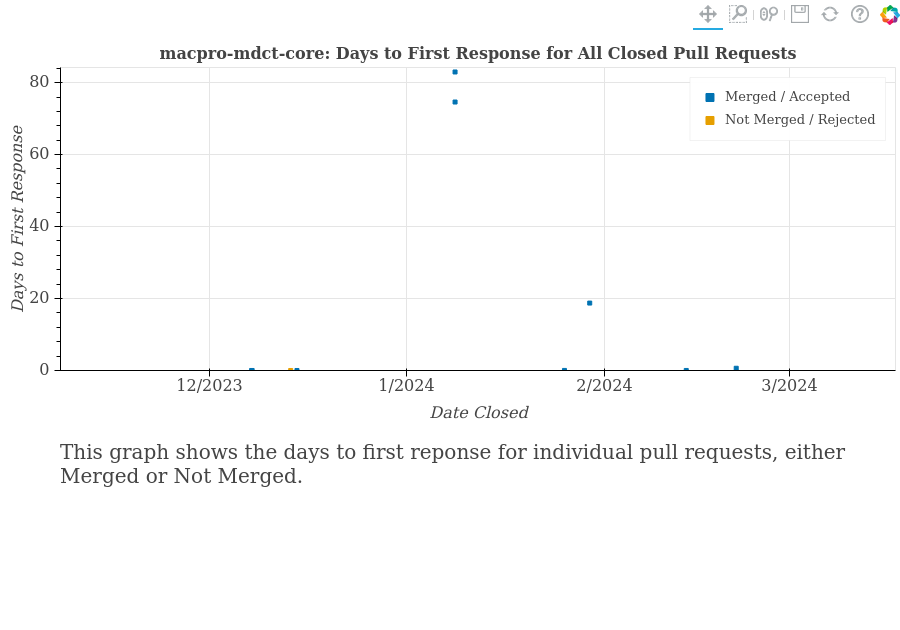 macpro-mdct-core: Days to First Response for All Closed Pull Requests
Merged / Accepted
Not Merged / Rejected
Days to First Response
80
60
40
20
0
12/2023
1/2024
2/2024
3/2024
Date Closed
This graph shows the days to first reponse for individual pull requests, either
Merged or Not Merged.